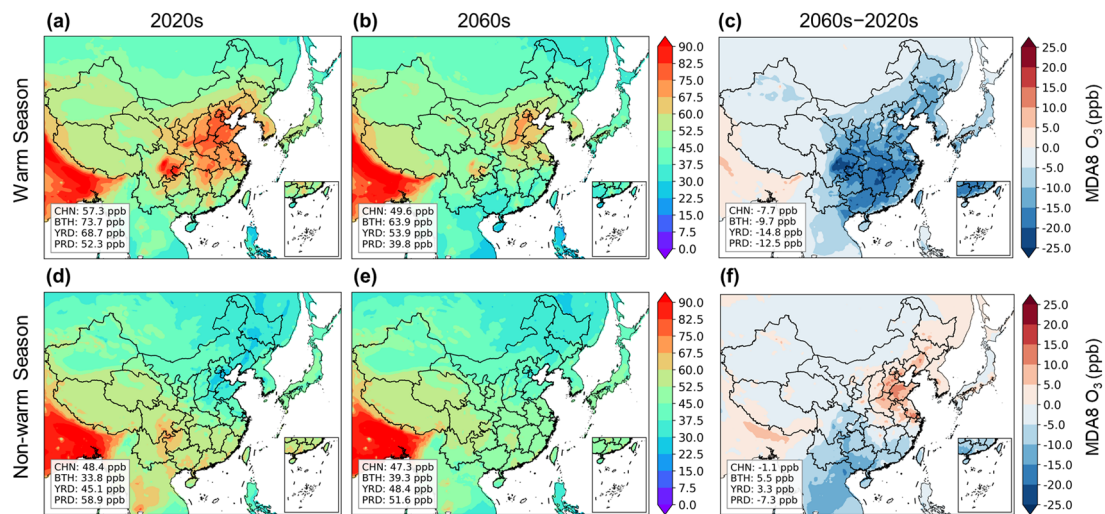 (a) 2020s
(b) 2060s
(c) 2060s−2020s
Warm Season
CHN: 57.3 ppb
BTH: 73.7 ppb
YRD: 68.7 ppb
PRD: 52.3 ppb
CHN: 49.6 ppb
BTH: 63.9 ppb
YRD: 53.9 ppb
PRD: 39.8 ppb
90.0
82.5
75.0
67.5
60.0
52.5
45.0
37.5
30.0
22.5
15.0
7.5
0.0
CHN: -7.7 ppb
BTH: -9.7 ppb
YRD: -14.8 ppb
PRD: -12.5 ppb
25.0
20.0
15.0
10.0
5.0
0.0
-5.0
-10.0
-15.0
-20.0
-25.0
MDA8 O3 (ppb)
(d)
(e)
(f)
Non-warm Season
CHN: 48.4 ppb
BTH: 33.8 ppb
YRD: 45.1 ppb
PRD: 58.9 ppb
CHN: 47.3 ppb
BTH: 39.3 ppb
YRD: 48.4 ppb
PRD: 51.6 ppb
90.0
82.5
75.0
67.5
60.0
52.5
45.0
37.5
30.0
22.5
15.0
7.5
0.0
CHN: -1.1 ppb
BTH: 5.5 ppb
YRD: 3.3 ppb
PRD: -7.3 ppb
25.0
20.0
15.0
10.0
5.0
0.0
-5.0
-10.0
-15.0
-20.0
-25.0
MDA8 O3 (ppb)